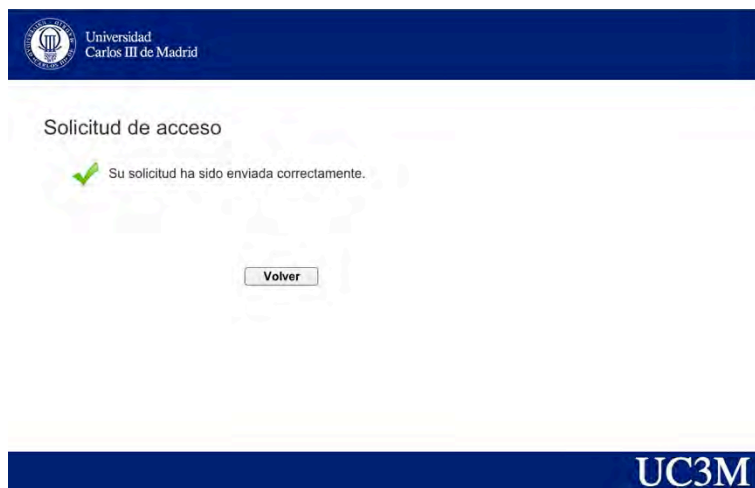 Universidad
Carlos III de Madrid
Solicitud de acceso
Su solicitud ha sido enviada correctamente.
Volver
UC3M